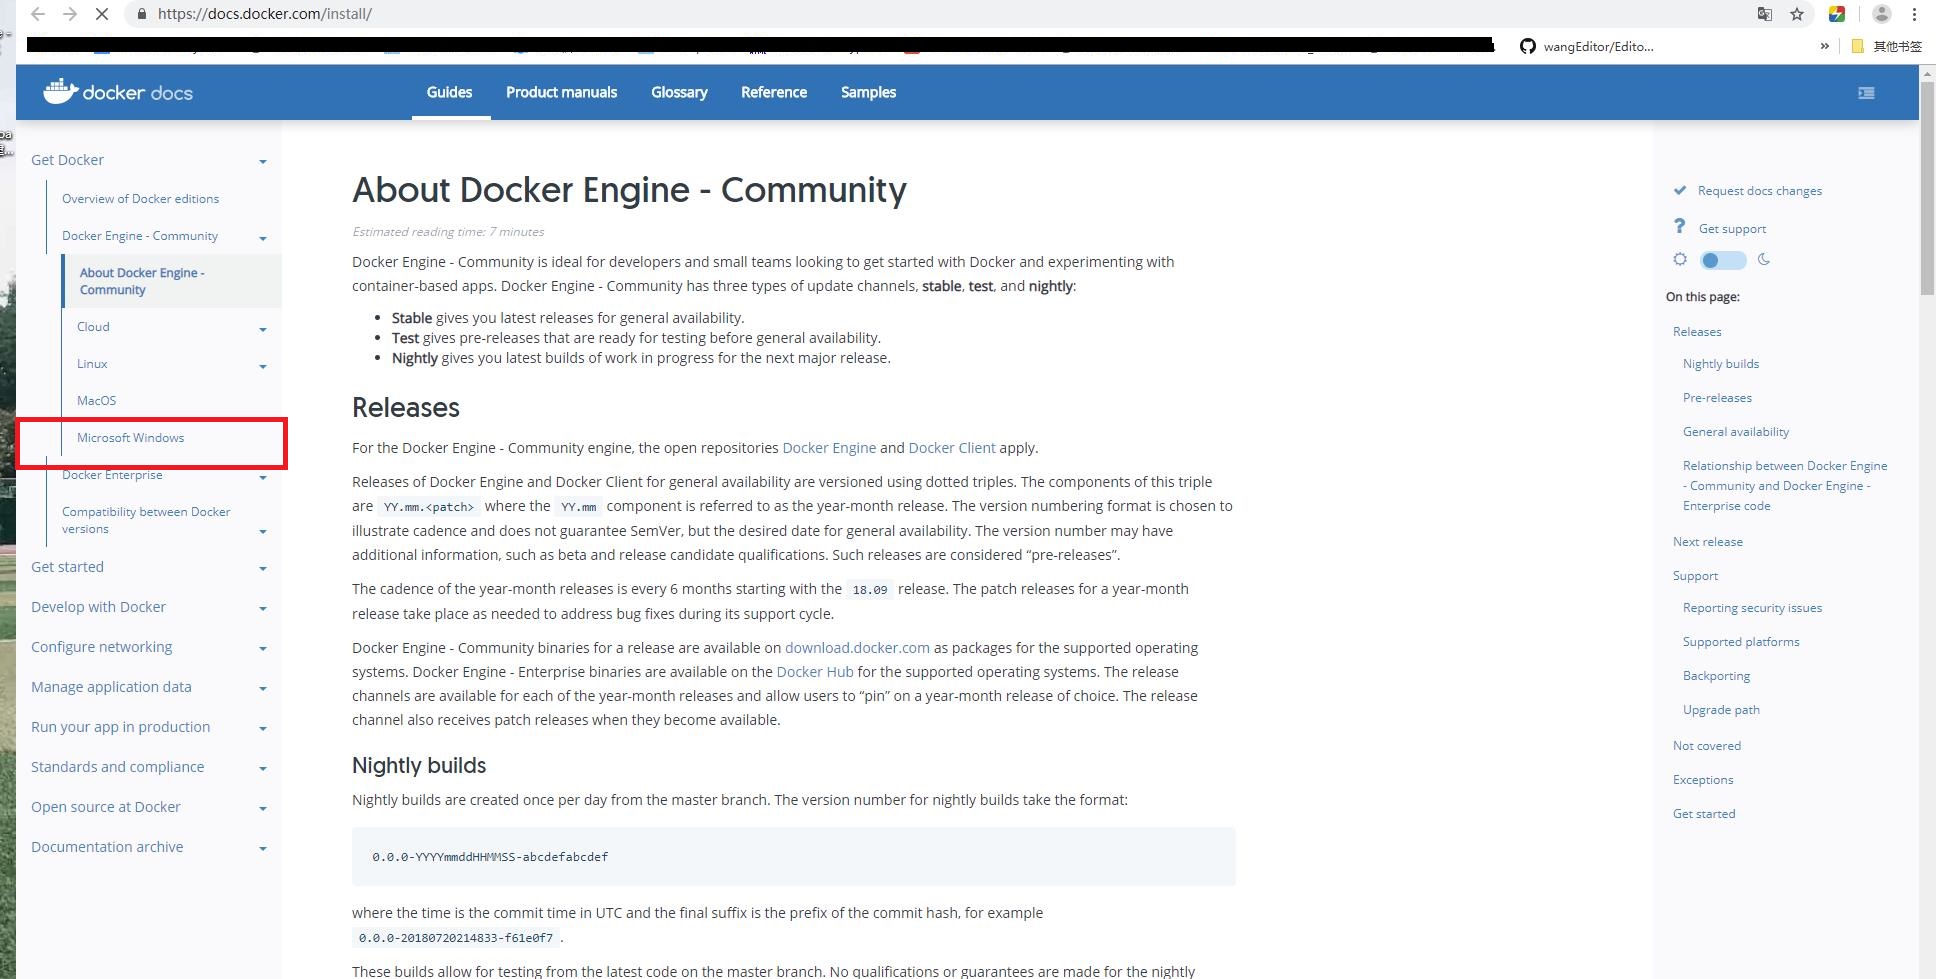 https://docs.docker.com/install/
wangEditor/Edito...
»
其他书签
docker docs
Guides
Product manuals
Glossary
Reference
Samples
Get Docker
Overview of Docker editions
Docker Engine - Community
About Docker Engine -
Community
Cloud
Linux
MacOS
Microsoft Windows
Docker Enterprise
Compatibility between Docker
versions
Get started
Develop with Docker
Configure networking
Manage application data
Run your app in production
Standards and compliance
Open source at Docker
Documentation archive
About Docker Engine - Community
Estimated reading time: 7 minutes
Docker Engine - Community is ideal for developers and small teams looking to get started with Docker and experimenting with
container-based apps. Docker Engine - Community has three types of update channels, stable, test, and nightly:
• Stable gives you latest releases for general availability.
• Test gives pre-releases that are ready for testing before general availability.
• Nightly gives you latest builds of work in progress for the next major release.
Releases
For the Docker Engine - Community engine, the open repositories Docker Engine and Docker Client apply.
Releases of Docker Engine and Docker Client for general availability are versioned using dotted triples. The components of this triple
are YY.mm.<patch> where the YY.mm component is referred to as the year-month release. The version numbering format is chosen to
illustrate cadence and does not guarantee SemVer, but the desired date for general availability. The version number may have
additional information, such as beta and release candidate qualifications. Such releases are considered “pre-releases”.
The cadence of the year-month releases is every 6 months starting with the 18.09 release. The patch releases for a year-month
release take place as needed to address bug fixes during its support cycle.
Docker Engine - Community binaries for a release are available on download.docker.com as packages for the supported operating
systems. Docker Engine - Enterprise binaries are available on the Docker Hub for the supported operating systems. The release
channels are available for each of the year-month releases and allow users to “pin” on a year-month release of choice. The release
channel also receives patch releases when they become available.
Nightly builds
Nightly builds are created once per day from the master branch. The version number for nightly builds take the format:
0.0.0-YYYYmmddHHMMSS-abcdefabcdef
where the time is the commit time in UTC and the final suffix is the prefix of the commit hash, for example
0.0.0-20180720214833-f61e0f7 .
These builds allow for testing from the latest code on the master branch. No qualifications or guarantees are made for the nightly
Request docs changes
? Get support
On this page:
Releases
Nightly builds
Pre-releases
General availability
Relationship between Docker Engine
- Community and Docker Engine -
Enterprise code
Next release
Support
Reporting security issues
Supported platforms
Backporting
Upgrade path
Not covered
Exceptions
Get started